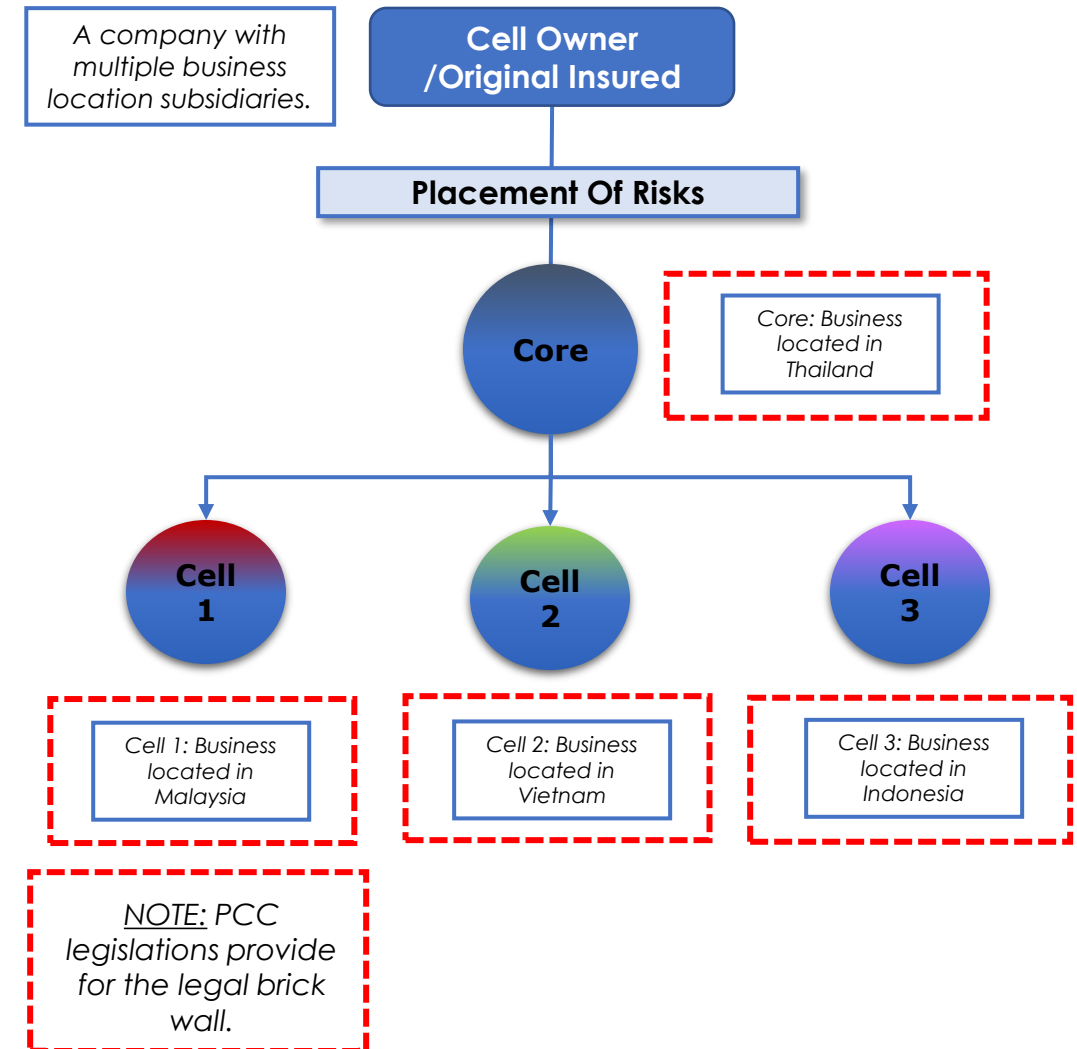 A company with
multiple business
location subsidiaries.
Cell Owner
/Original Insured
Placement Of Risks
Core
Core: Business
located in
Thailand
Cell
1
Cell
2
Cell
3
Cell 1: Business
located in
Malaysia
Cell 2: Business
located in
Vietnam
Cell 3: Business
located in
Indonesia
NOTE: PCC
legislations provide
for the legal brick
wall.